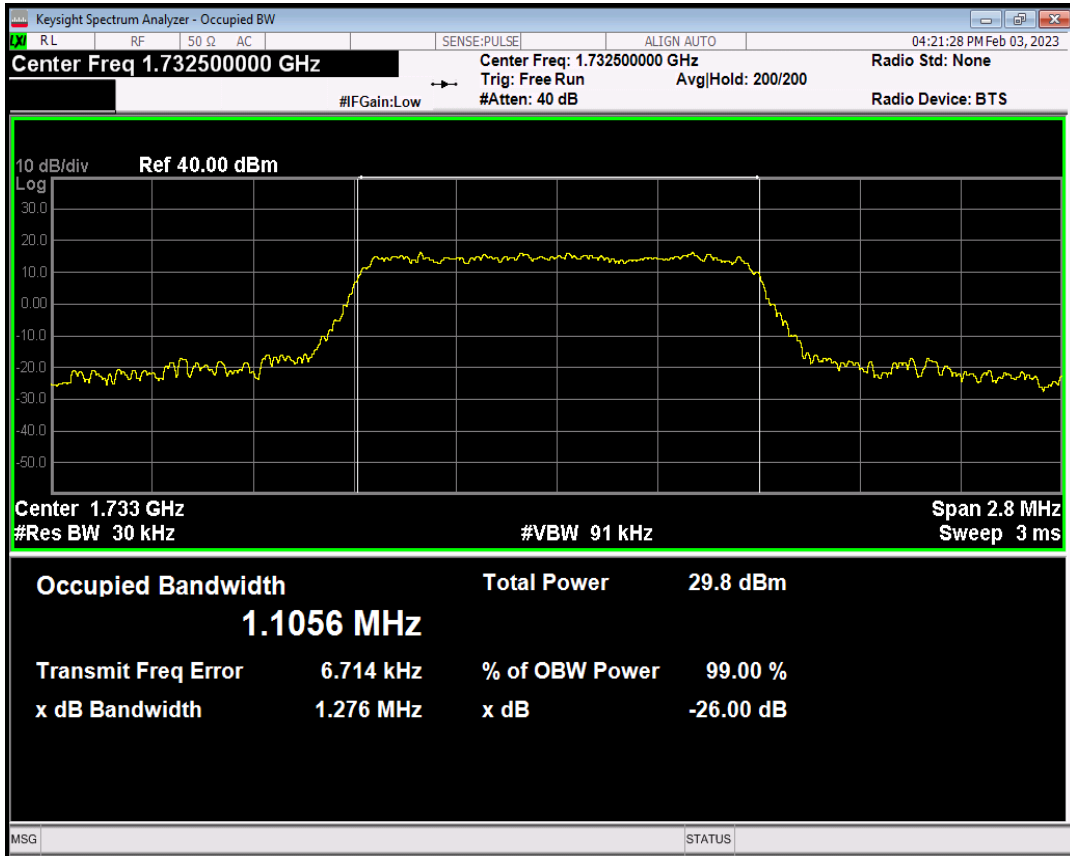 Keysight Spectrum Analyzer - Occupied BW
LXI RL RF 50 Ω AC SENSE:PULSE ALIGN AUTO 04:21:28 PM Feb 03, 2023
Center Freq 1.732500000 GHz Center Freq: 1.732500000 GHz Radio Std: None
Trig: Free Run Avg|Hold: 200/200
#IFGain:Low #Atten: 40 dB Radio Device: BTS
10 dB/div Ref 40.00 dBm
Log
30.0
20.0
10.0
0.00
-10.0
-20.0
-30.0
-40.0
-50.0
Center 1.733 GHz Span 2.8 MHz
#Res BW 30 kHz #VBW 91 kHz Sweep 3 ms
Occupied Bandwidth Total Power 29.8 dBm
1.1056 MHz
Transmit Freq Error 6.714 kHz % of OBW Power 99.00 %
x dB Bandwidth 1.276 MHz x dB -26.00 dB
MSG STATUS